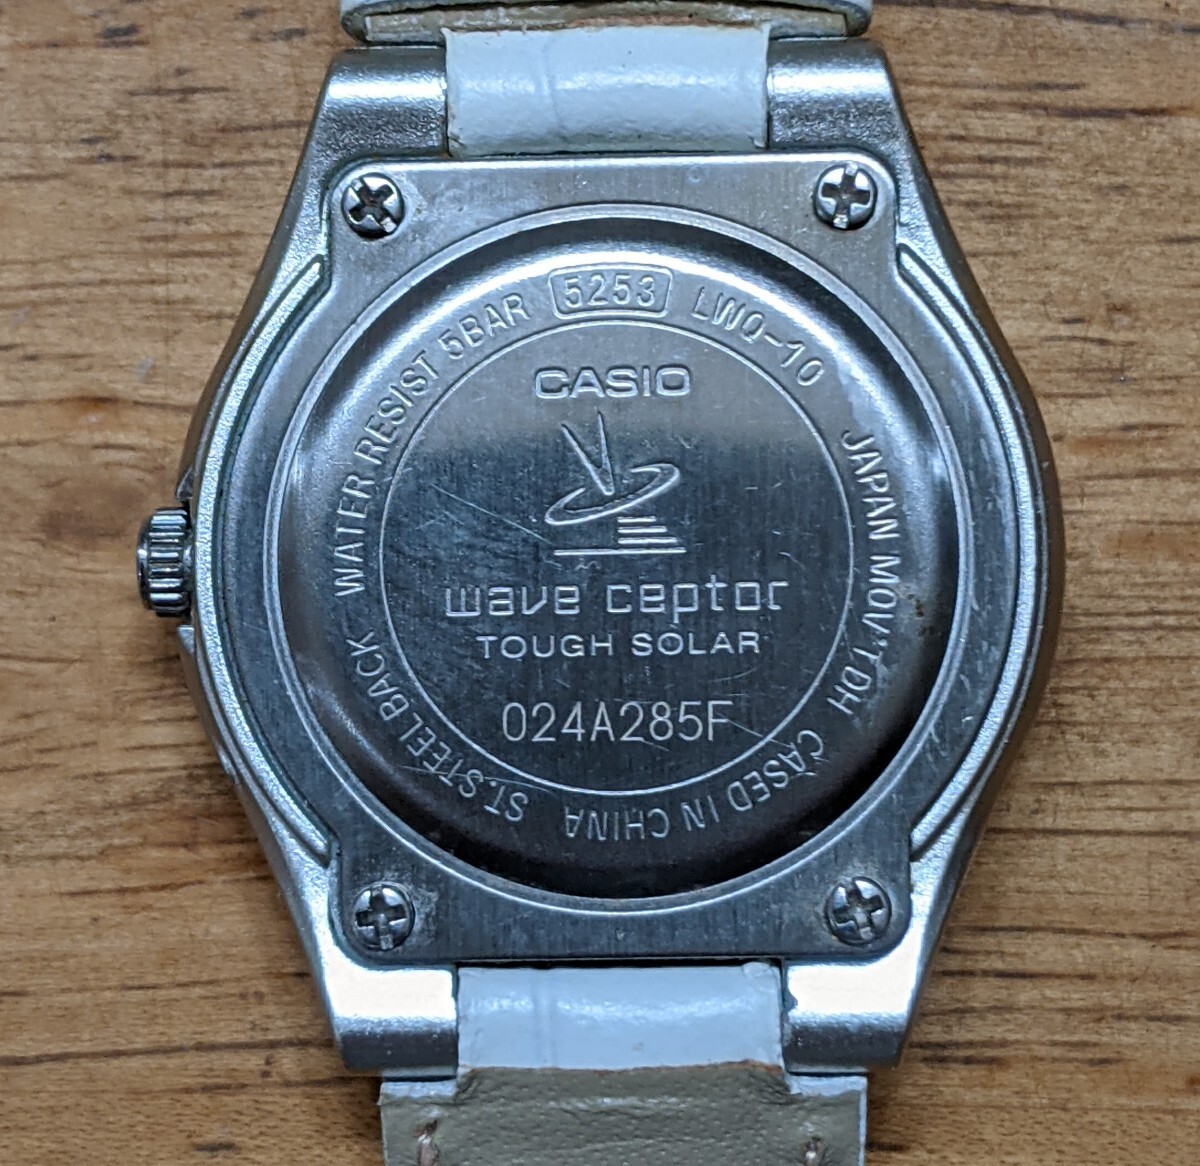 5253
LWQ-10
JAPAN MOV'T DH
CASED IN CHINA
ST.STEEL BACK
WATER RESIST 5BAR
CASIO
wave ceptor
TOUGH SOLAR
024A285F